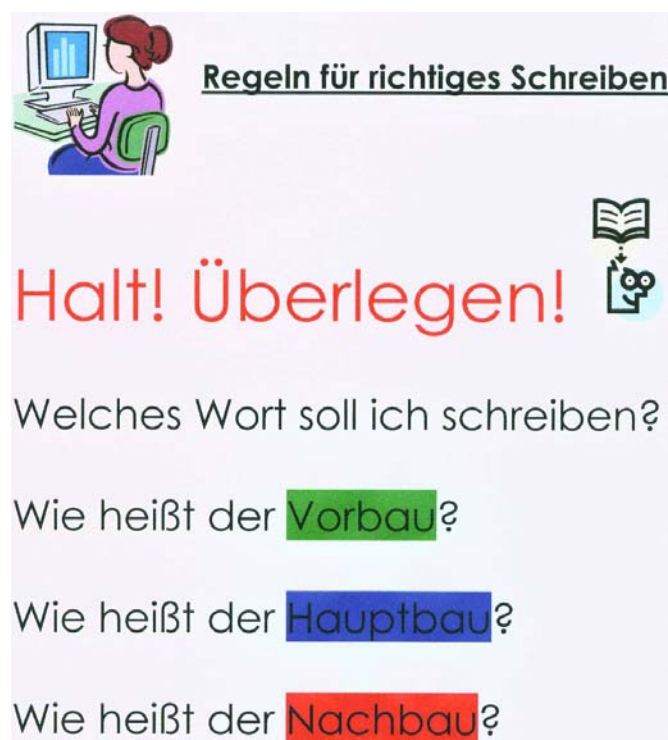 Regeln für richtiges Schreiben
Halt! Überlegen!
Welches Wort soll ich schreiben?
Wie heißt der Vorbau?
Wie heißt der Hauptbau?
Wie heißt der Nachbau?